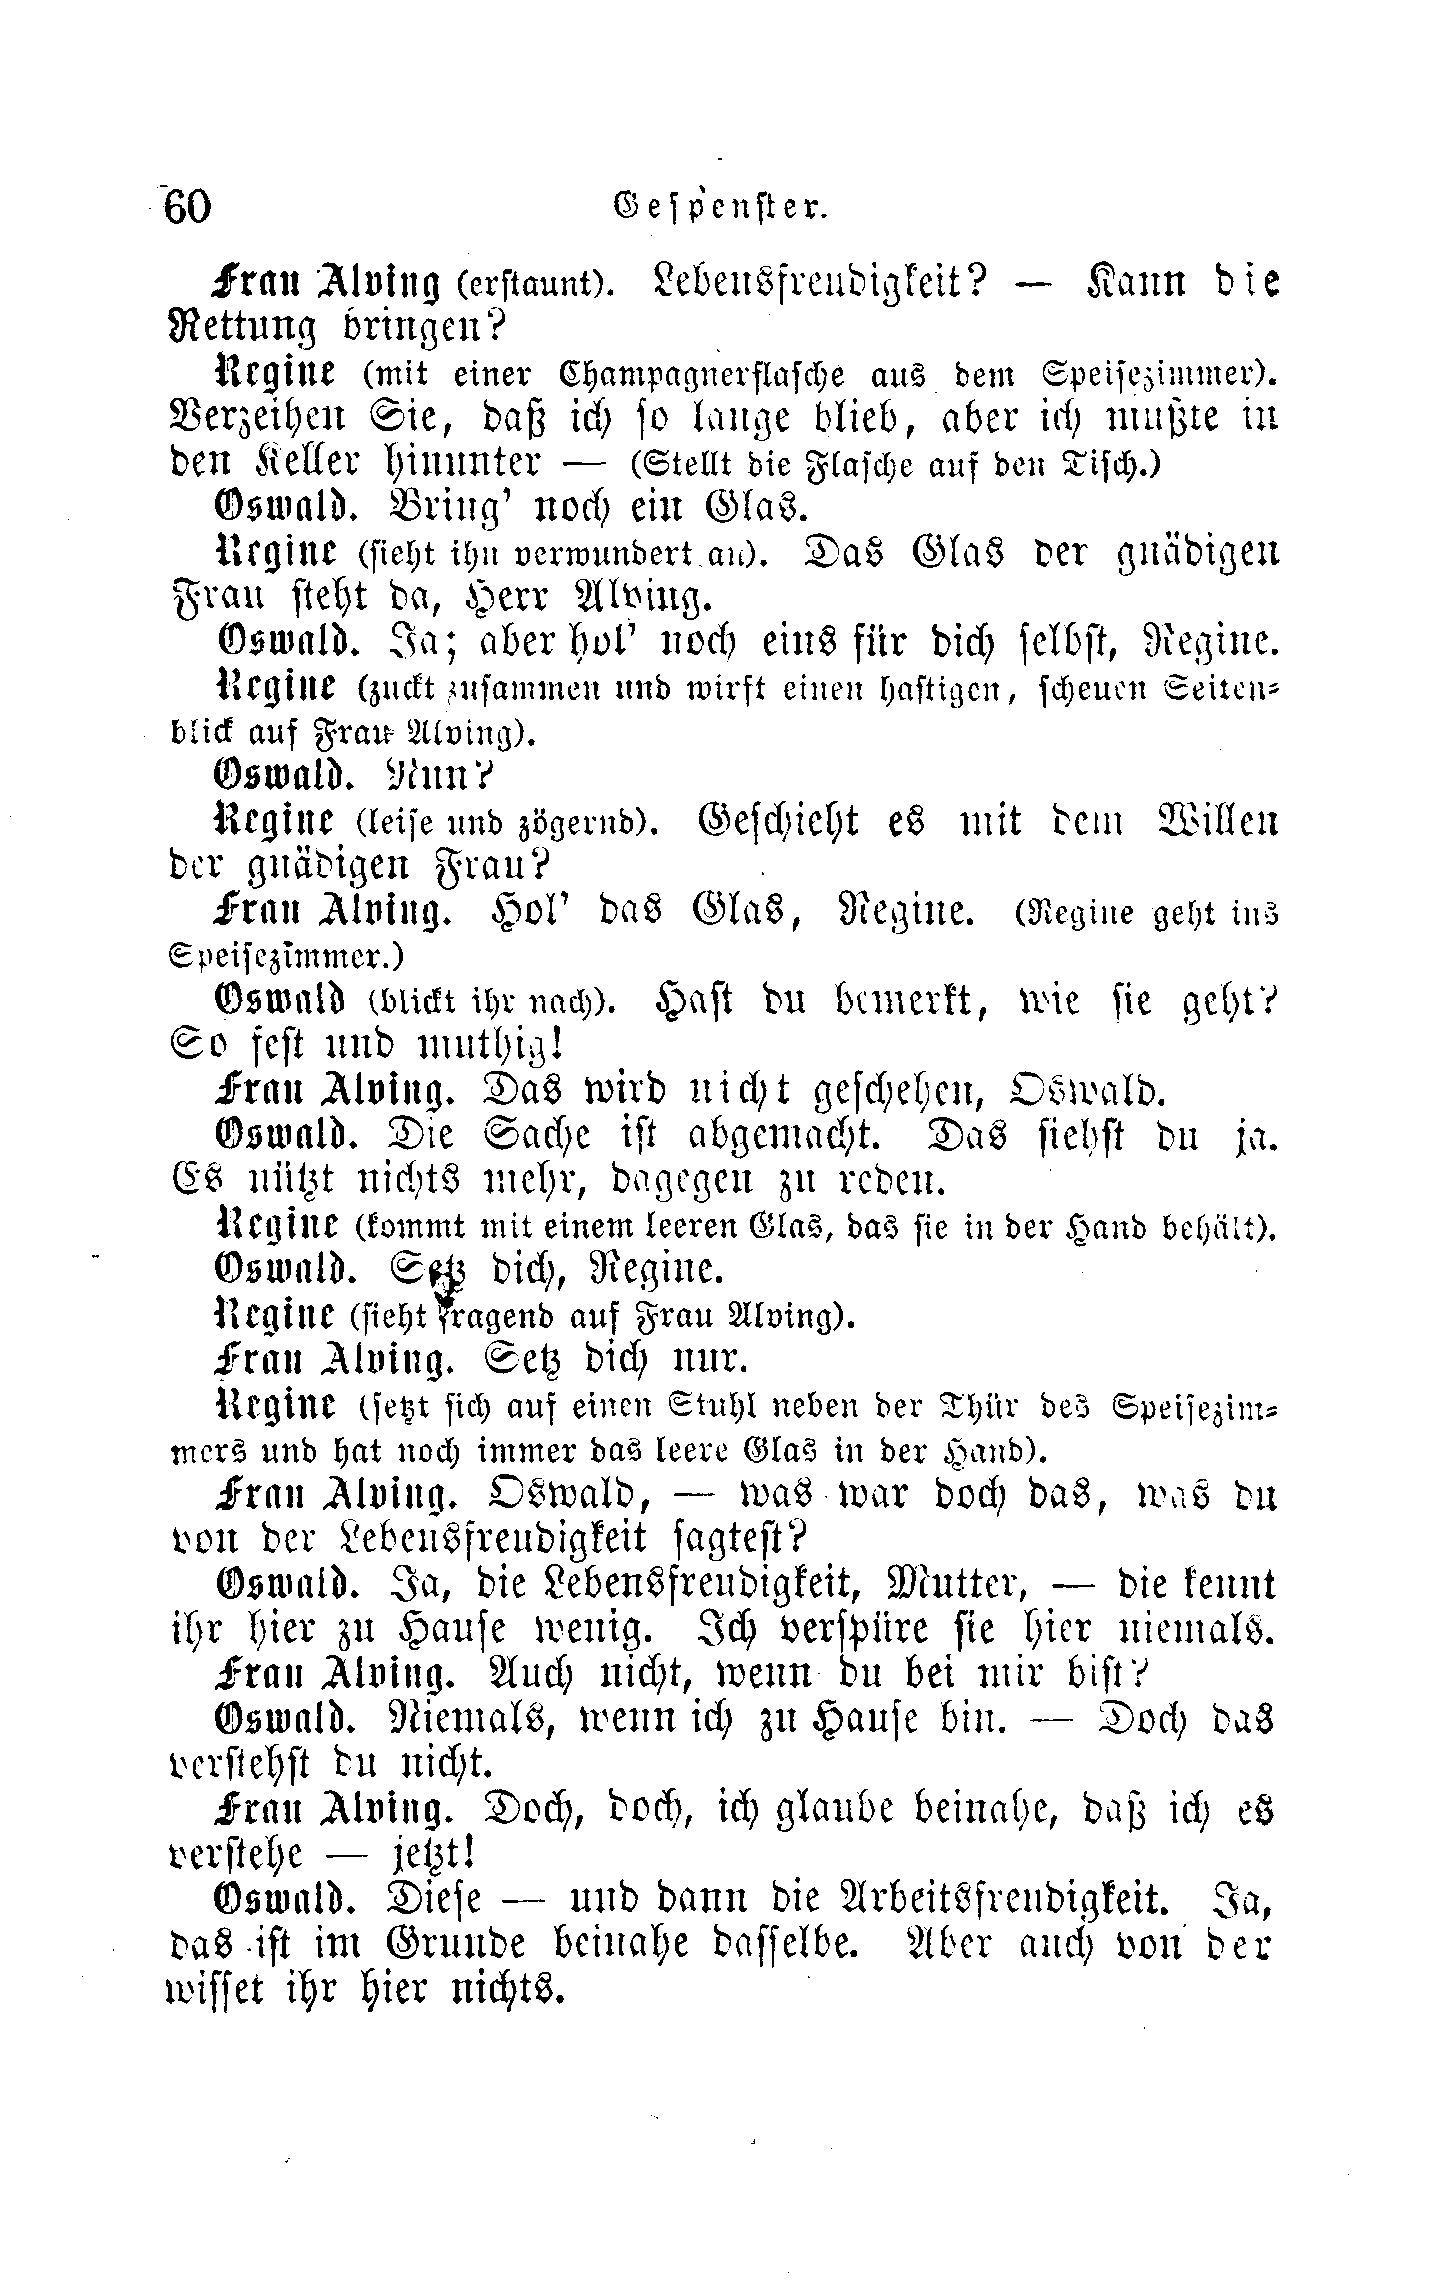 60 Gespenster.
Frau Alving (erstaunt). Lebensfreudigkeit? — Kann die
Rettung bringen?
Regine (mit einer Champagnerflasche aus dem Speisezimmer).
Verzeihen Sie, daß ich so lange blieb, aber ich mußte in
den Keller hinunter — (Stellt die Flasche auf den Tisch.)
Oswald. Bring' noch ein Glas.
Regine (sieht ihn verwundert an). Das Glas der gnädigen
Frau steht da, Herr Alving.
Oswald. Ja; aber hol' noch eins für dich selbst, Regine.
Regine (zuckt zusammen und wirft einen hastigen, scheuen Seiten-
blick auf Frau Alving).
Oswald. Nun?
Regine (leise und zögernd). Geschieht es mit dem Willen
der gnädigen Frau?
Frau Alving. Hol' das Glas, Regine. (Regine geht ins
Speisezimmer.)
Oswald (blickt ihr nach). Hast du bemerkt, wie sie geht?
So fest und muthig!
Frau Alving. Das wird nicht geschehen, Oswald.
Oswald. Die Sache ist abgemacht. Das siehst du ja.
Es nützt nichts mehr, dagegen zu reden.
Regine (kommt mit einem leeren Glas, das sie in der Hand behält).
Oswald. Setz dich, Regine.
Regine (sieht fragend auf Frau Alving).
Frau Alving. Setz dich nur.
Regine (setzt sich auf einen Stuhl neben der Thür des Speisezim-
mers und hat noch immer das leere Glas in der Hand).
Frau Alving. Oswald, — was war doch das, was du
von der Lebensfreudigkeit sagtest?
Oswald. Ja, die Lebensfreudigkeit, Mutter, — die kennt
ihr hier zu Hause wenig. Ich verspüre sie hier niemals.
Frau Alving. Auch nicht, wenn du bei mir bist?
Oswald. Niemals, wenn ich zu Hause bin. — Doch das
verstehst du nicht.
Frau Alving. Doch, doch, ich glaube beinahe, daß ich es
verstehe — jetzt!
Oswald. Diese — und dann die Arbeitsfreudigkeit. Ja,
das ist im Grunde beinahe dasselbe. Aber auch von der
wisset ihr hier nichts.